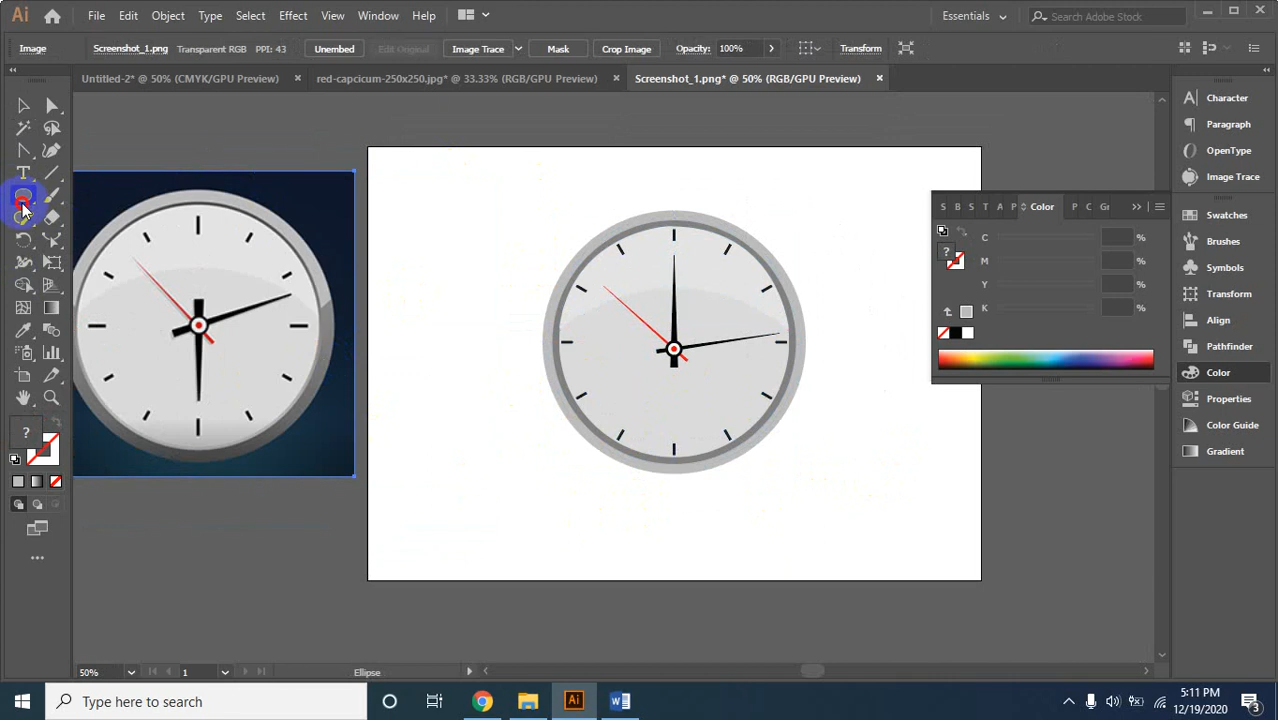 Ai File Edit Object Type Select Effect View Window Help Essentials Search Adobe Stock
Image Screenshot_1.png Transparent RGB PPI: 43 Unembed Edit Original Image Trace Mask Crop Image Opacity: 100% Transform
Untitled-2* @ 50% (CMYK/GPU Preview) red-capcicum-250x250.jpg* @ 33.33% (RGB/GPU Preview) Screenshot_1.png* @ 50% (RGB/GPU Preview)
Character
Paragraph
OpenType
Image Trace
Swatches
Brushes
Symbols
Transform
Align
Pathfinder
Color
Properties
Color Guide
Gradient
S B S T A P Color P C Gr
C %
M %
Y %
K %
?
?
50% 1 Ellipse
Type here to search
Ai
W
5:11 PM
12/19/2020
3